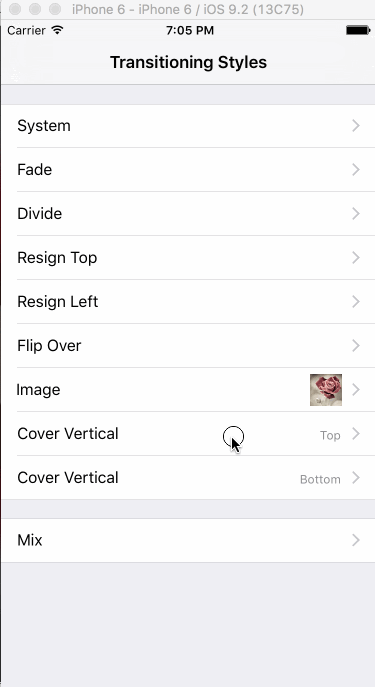 iPhone 6 - iPhone 6 / iOS 9.2 (13C75)
Carrier 7:05 PM
Transitioning Styles
System
Fade
Divide
Resign Top
Resign Left
Flip Over
Image
Cover Vertical Top
Cover Vertical Bottom
Mix